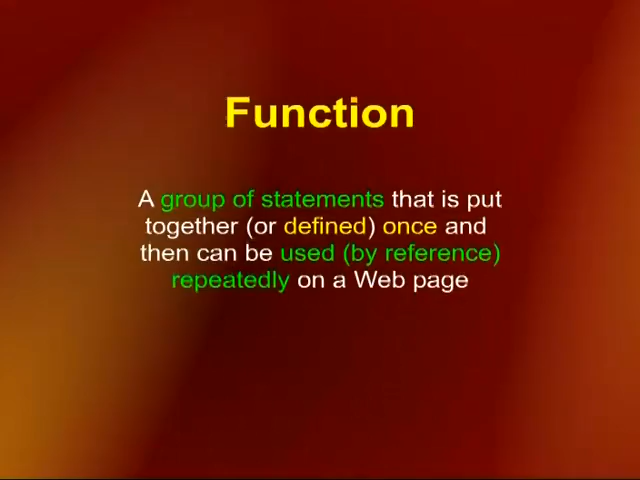 Function
A group of statements that is put
together (or defined) once and
then can be used (by reference)
repeatedly on a Web page